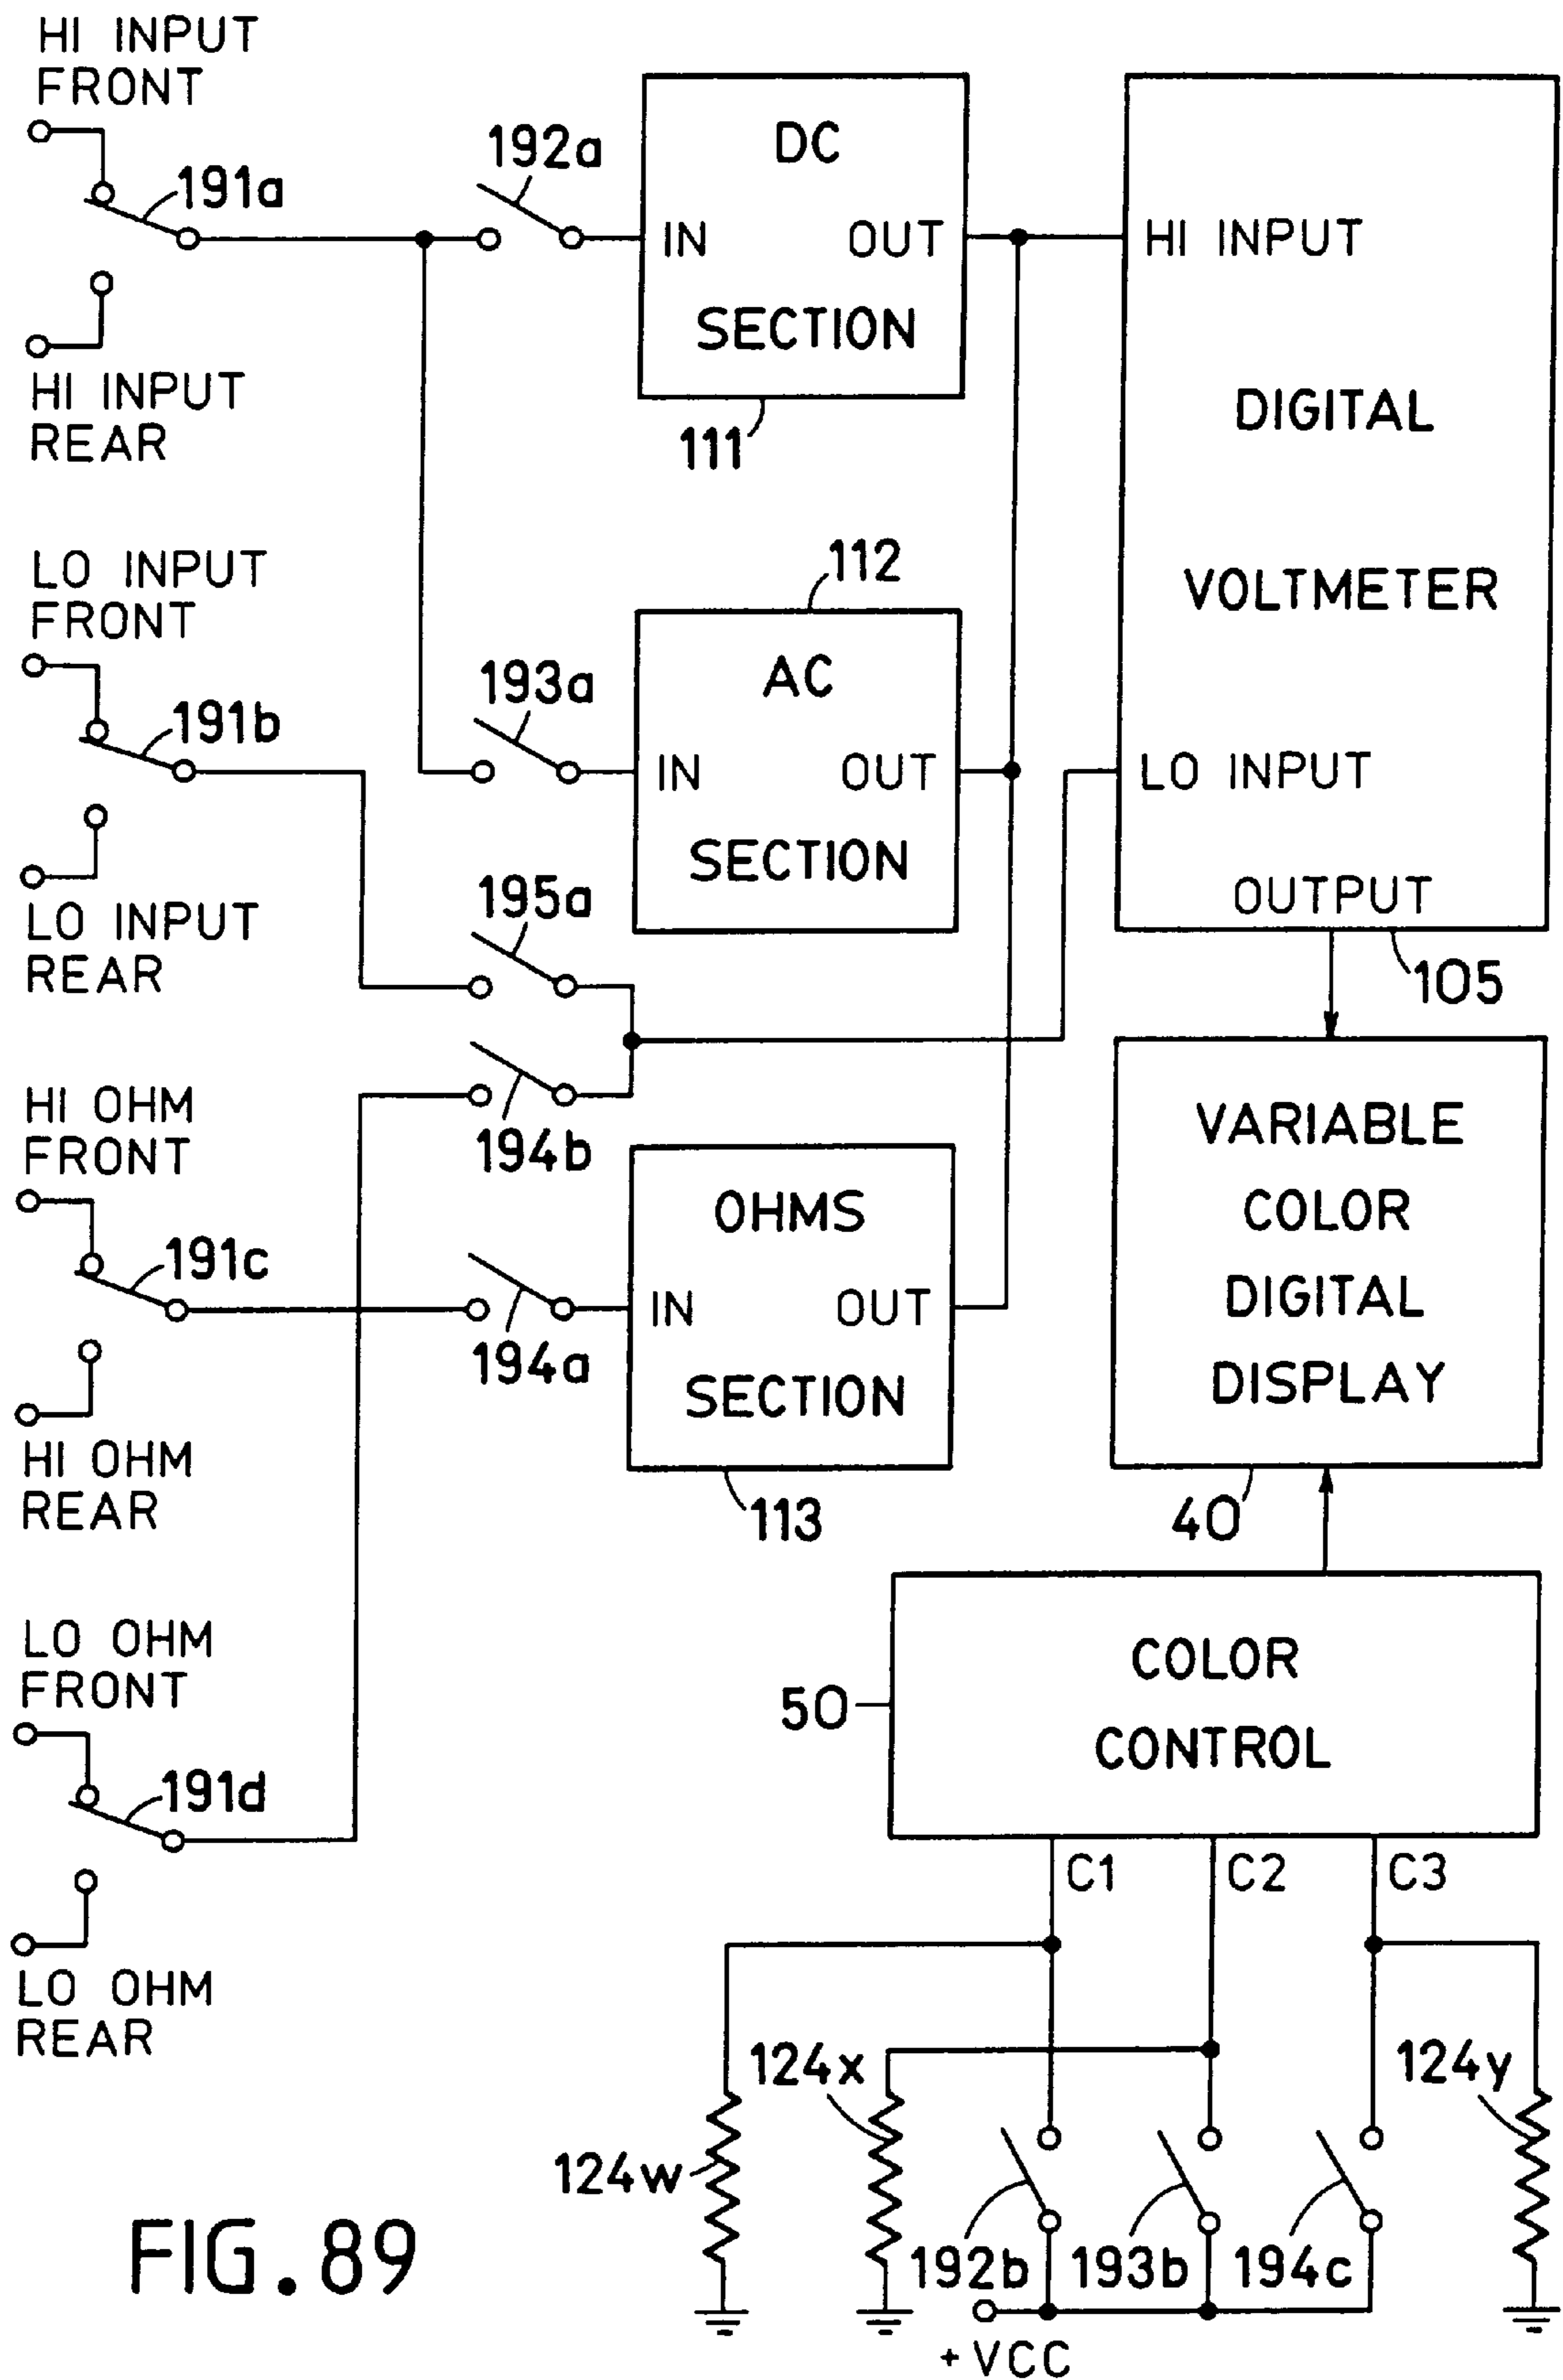 HI INPUT
FRONT
191a
HI INPUT
REAR
192a
DC
IN
OUT
SECTION
111
HI INPUT
DIGITAL
VOLTMETER
LO INPUT
OUTPUT
105
LO INPUT
FRONT
191b
LO INPUT
REAR
193a
112
AC
IN
OUT
SECTION
195a
194b
HI OHM
FRONT
191c
HI OHM
REAR
194a
OHMS
IN
OUT
SECTION
113
VARIABLE
COLOR
DIGITAL
DISPLAY
40
LO OHM
FRONT
191d
LO OHM
REAR
50
COLOR
CONTROL
C1
C2
C3
124w
124x
124y
192b
193b
194c
+VCC
FIG. 89